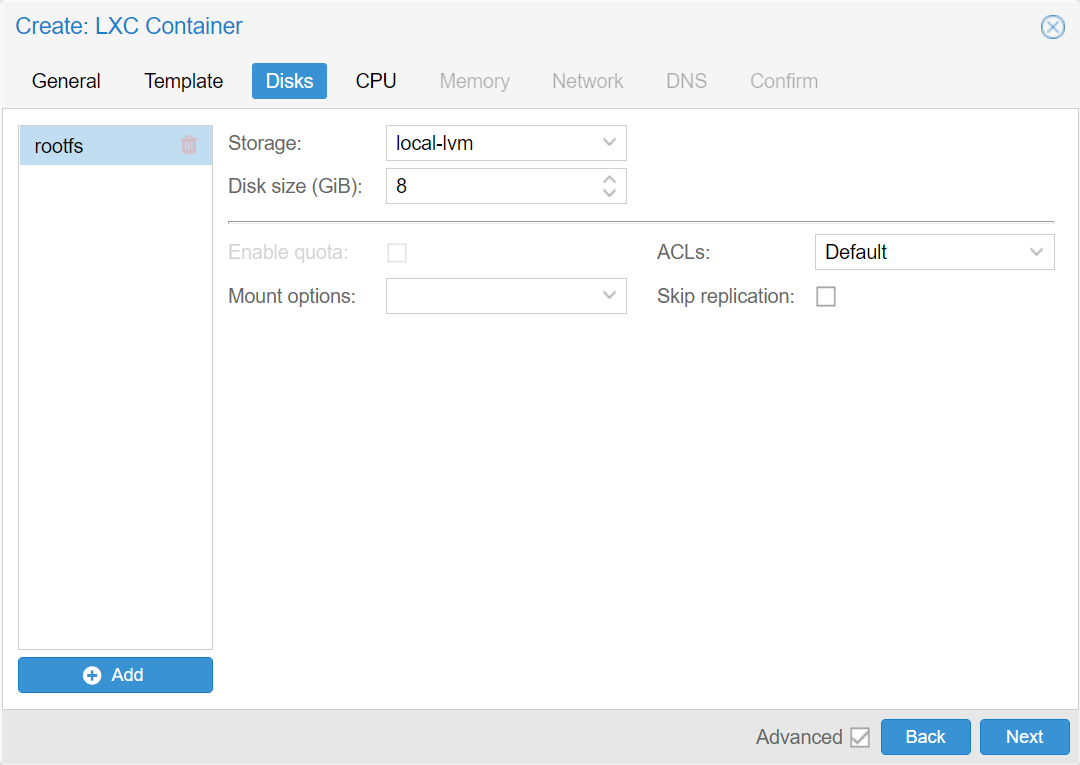 Create: LXC Container
General Template Disks CPU Memory Network DNS Confirm
rootfs
Storage: local-lvm
Disk size (GiB): 8
Enable quota: ACLs: Default
Mount options: Skip replication:
Add
Advanced Back Next